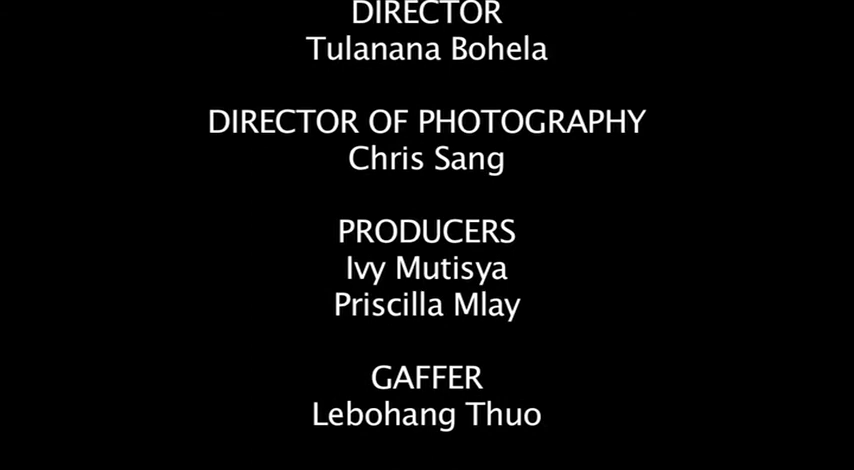 DIRECTOR
Tulanana Bohela
DIRECTOR OF PHOTOGRAPHY
Chris Sang
PRODUCERS
Ivy Mutisya
Priscilla Mlay
GAFFER
Lebohang Thuo